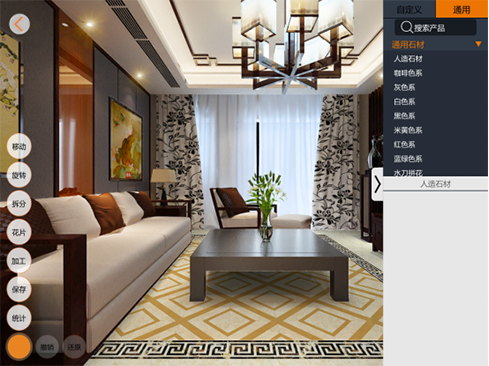 自定义
通用
搜索产品
通用石材
人造石材
咖啡色系
灰色系
白色系
黑色系
米黄色系
红色系
蓝绿色系
水刀拼花
人造石材
移动
旋转
拆分
花片
加工
保存
统计
撤销
还原